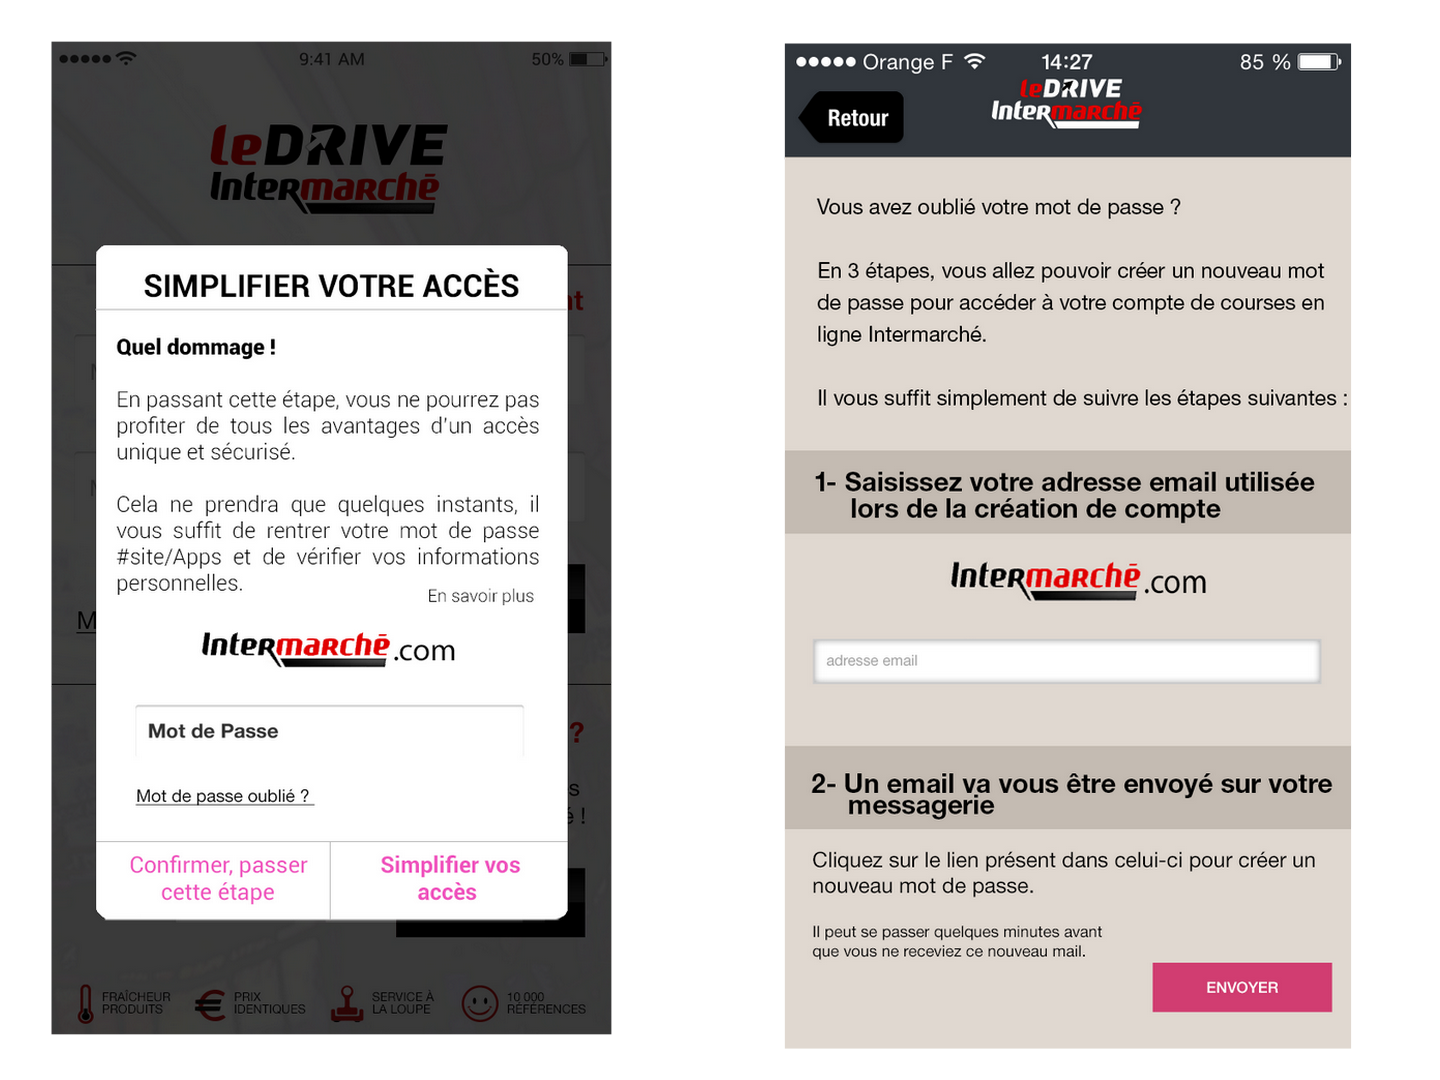 9:41 AM
50%
leDRIVE
Intermarché
SIMPLIFIER VOTRE ACCÈS
Quel dommage !
En passant cette étape, vous ne pourrez pas
profiter de tous les avantages d'un accès
unique et sécurisé.
Cela ne prendra que quelques instants, il
vous suffit de rentrer votre mot de passe
#site/Apps et de vérifier vos informations
personnelles.
En savoir plus
Intermarché.com
Mot de Passe
Mot de passe oublié ?
Confirmer, passer
cette étape
Simplifier vos
accès
FRAÎCHEUR
PRODUITS
PRIX
IDENTIQUES
SERVICE À
LA LOUPE
10 000
RÉFÉRENCES
Orange F
14:27
85 %
Retour
leDRIVE
Intermarché
Vous avez oublié votre mot de passe ?
En 3 étapes, vous allez pouvoir créer un nouveau mot
de passe pour accéder à votre compte de courses en
ligne Intermarché.
Il vous suffit simplement de suivre les étapes suivantes :
1- Saisissez votre adresse email utilisée
lors de la création de compte
Intermarché.com
adresse email
2- Un email va vous être envoyé sur votre
messagerie
Cliquez sur le lien présent dans celui-ci pour créer un
nouveau mot de passe.
Il peut se passer quelques minutes avant
que vous ne receviez ce nouveau mail.
ENVOYER